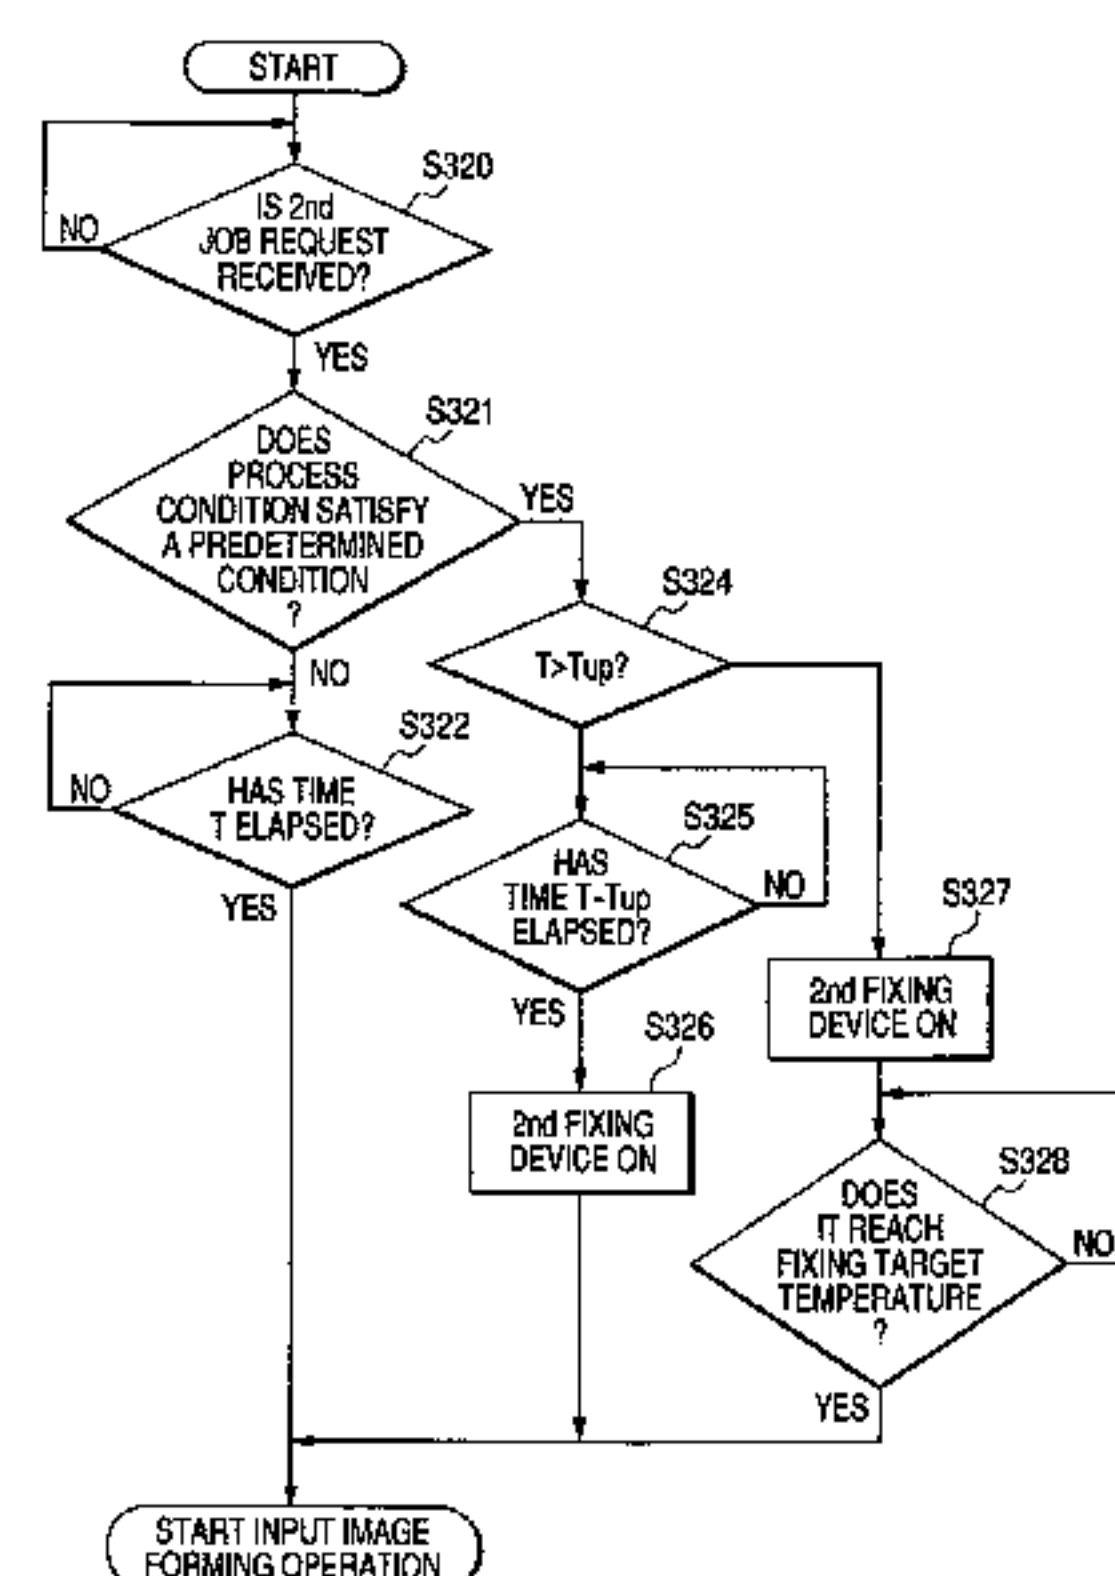 START
S320
IS 2nd
JOB REQUEST
RECEIVED?
NO
YES
S321
DOES
PROCESS
CONDITION SATISFY
A PREDETERMINED
CONDITION
?
YES
NO
S324
T>Tup?
S322
HAS TIME
T ELAPSED?
NO
YES
S325
HAS
TIME T-Tup
ELAPSED?
NO
YES
S327
2nd FIXING
DEVICE ON
S326
2nd FIXING
DEVICE ON
S328
DOES
IT REACH
FIXING TARGET
TEMPERATURE
?
NO
YES
START INPUT IMAGE
FORMING OPERATION